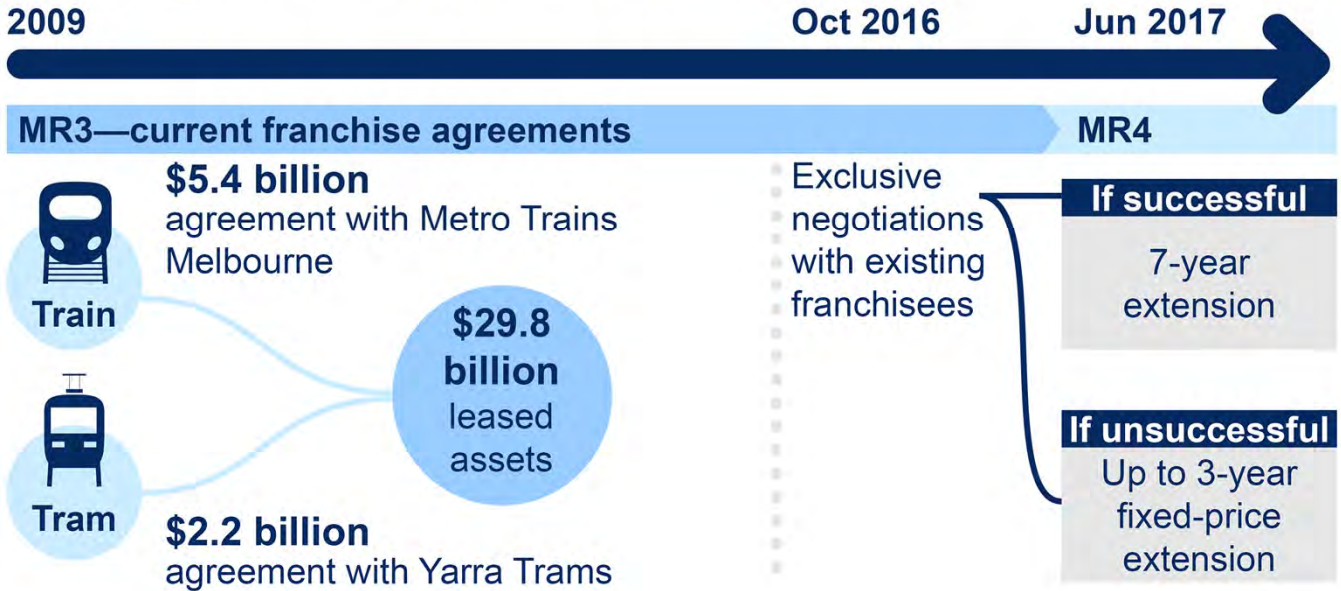 2009
Oct 2016
Jun 2017
MR3—current franchise agreements
MR4
$5.4 billion
agreement with Metro Trains
Melbourne
Train
$29.8
billion
leased
assets
Tram
$2.2 billion
agreement with Yarra Trams
Exclusive
negotiations
with existing
franchisees
If successful
7-year
extension
If unsuccessful
Up to 3-year
fixed-price
extension